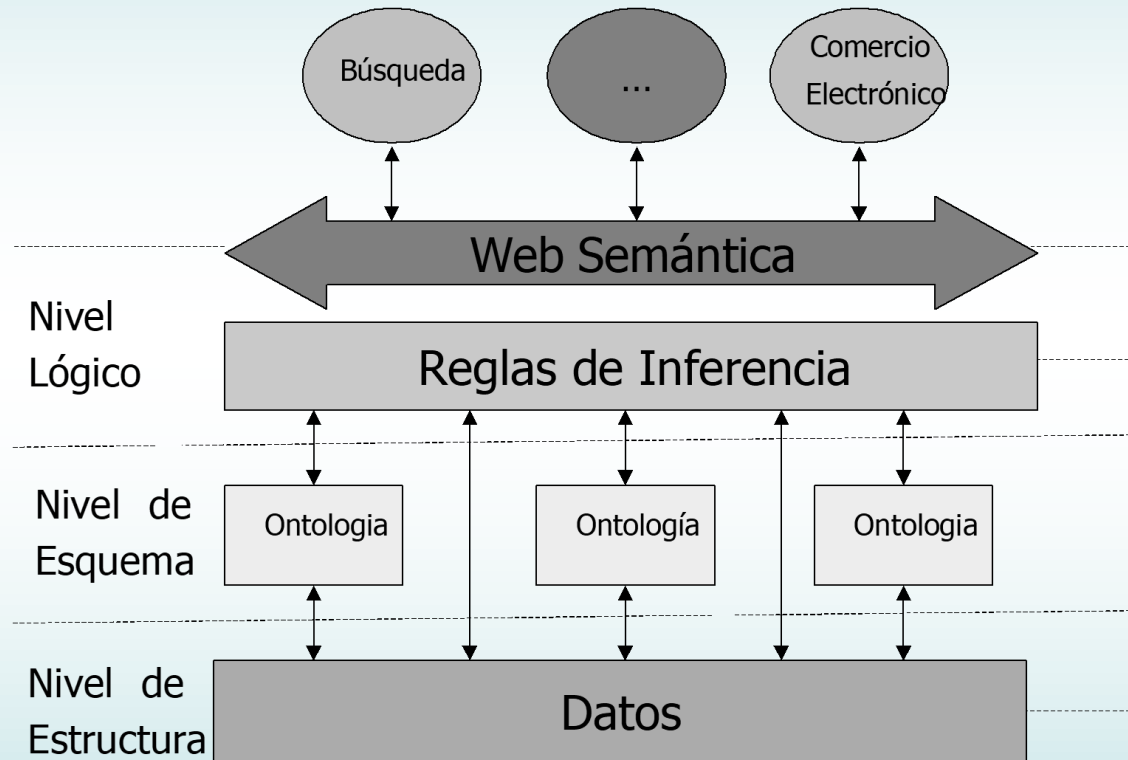 Búsqueda
...
Comercio
Electrónico
Web Semántica
Nivel
Lógico
Reglas de Inferencia
Nivel de
Esquema
Ontologia
Ontología
Ontologia
Nivel de
Estructura
Datos